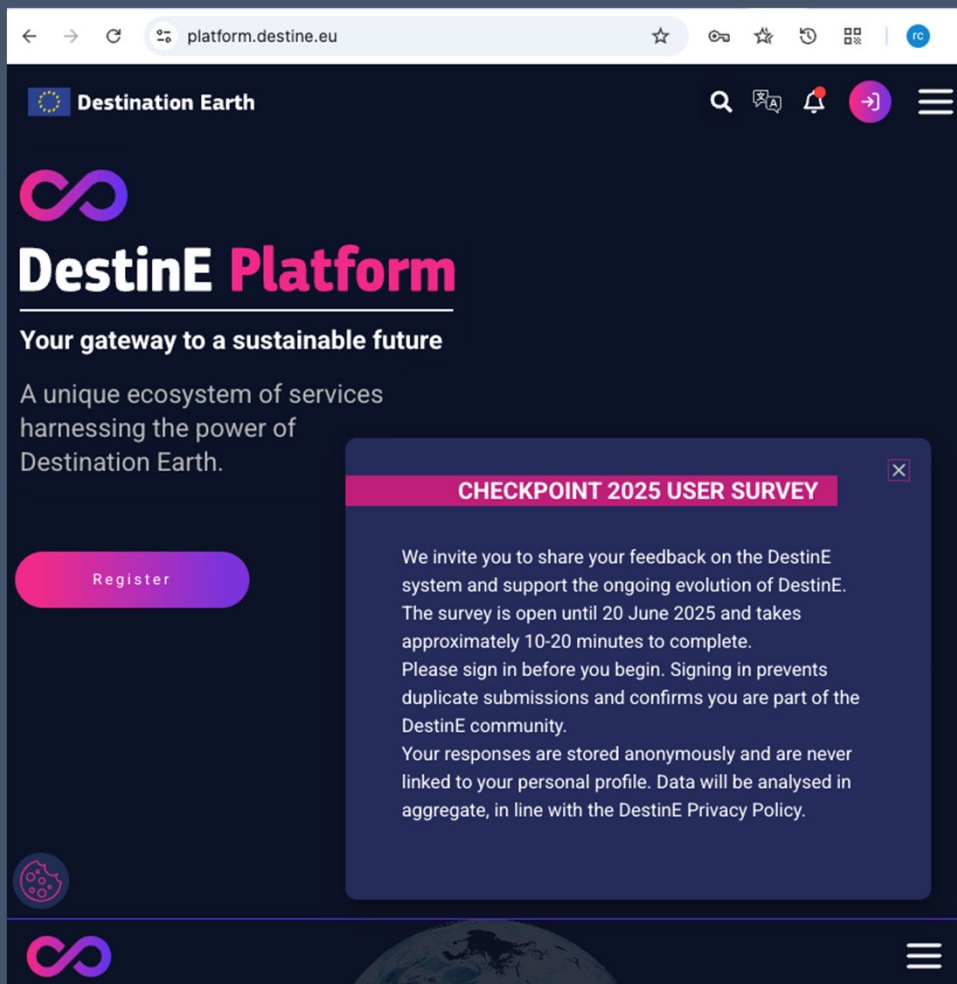 platform.destine.eu
rc
Destination Earth
DestinE Platform
Your gateway to a sustainable future
A unique ecosystem of services
harnessing the power of
Destination Earth.
Register
CHECKPOINT 2025 USER SURVEY
We invite you to share your feedback on the DestinE
system and support the ongoing evolution of DestinE.
The survey is open until 20 June 2025 and takes
approximately 10-20 minutes to complete.
Please sign in before you begin. Signing in prevents
duplicate submissions and confirms you are part of the
DestinE community.
Your responses are stored anonymously and are never
linked to your personal profile. Data will be analysed in
aggregate, in line with the DestinE Privacy Policy.